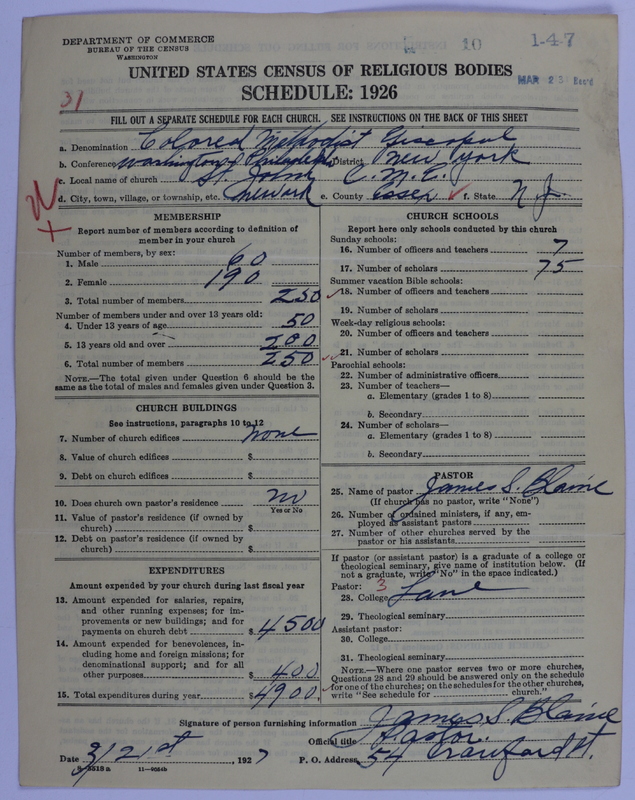 DEPARTMENT OF COMMERCE
BUREAU OF THE CENSUS
WASHINGTON
10
1-4-7
UNITED STATES CENSUS OF RELIGIOUS BODIES
MAR 23 Rec'd
SCHEDULE: 1926
31
FILL OUT A SEPARATE SCHEDULE FOR EACH CHURCH. SEE INSTRUCTIONS ON THE BACK OF THIS SHEET
a. Denomination Colored Methodist Episcopal
b. Conference Washington & Philadelphia District New York
c. Local name of church St. Johns C.M.E.
d. City, town, village, or township, etc. Newark e. County Essex f. State N J.
MEMBERSHIP
Report number of members according to definition of
member in your church
Number of members, by sex:
1. Male 60
2. Female 190
3. Total number of members 250
Number of members under and over 13 years old:
4. Under 13 years of age 50
5. 13 years old and over 200
6. Total number of members 250
NOTE.—The total given under Question 6 should be
same as the total of males and females given under Question 3.
CHURCH BUILDINGS
See instructions, paragraphs 10 to 12
7. Number of church edifices none
8. Value of church edifices $
9. Debt on church edifices $
10. Does church own pastor's residence no
Yes or No
11. Value of pastor's residence (if owned by
church) $
12. Debt on pastor's residence (if owned by
church) $
EXPENDITURES
Amount expended by your church during last fiscal year
13. Amount expended for salaries, repairs,
and other running expenses; for im-
provements or new buildings; and for
payments on church debt $ 4500
14. Amount expended for benevolences, in-
cluding home and foreign missions; for
denominational support; and for all
other purposes $ 400
15. Total expenditures during year $ 4900
CHURCH SCHOOLS
Report here only schools conducted by this church
Sunday schools:
16. Number of officers and teachers 7
17. Number of scholars 75
Summer vacation Bible schools:
18. Number of officers and teachers
19. Number of scholars
Week-day religious schools:
20. Number of officers and teachers
21. Number of scholars
Parochial schools:
22. Number of administrative officers
23. Number of teachers—
a. Elementary (grades 1 to 8)
b. Secondary
24. Number of scholars—
a. Elementary (grades 1 to 8)
b. Secondary
PASTOR
25. Name of pastor James S. Blaine
(If church has no pastor, write "None")
26. Number of ordained ministers, if any, em-
ployed as assistant pastors
27. Number of other churches served by the
pastor or his assistants
If pastor (or assistant pastor) is a graduate of a college or
theological seminary, give name of institution below. (If
not a graduate, write "No" in the space indicated.)
Pastor: 3
28. College Lane
29. Theological seminary
Assistant pastor:
30. College
31. Theological seminary
NOTE.—Where one pastor serves two or more churches,
Questions 28 and 29 should be answered only on the schedule
for one of the churches; on the schedules for the other churches,
write "See schedule for church."
Signature of person furnishing information James S. Blaine
Official title Pastor.
Date 3/21st, 1927 P. O. Address 54 Crawford St.
8-5518a 11-9054b